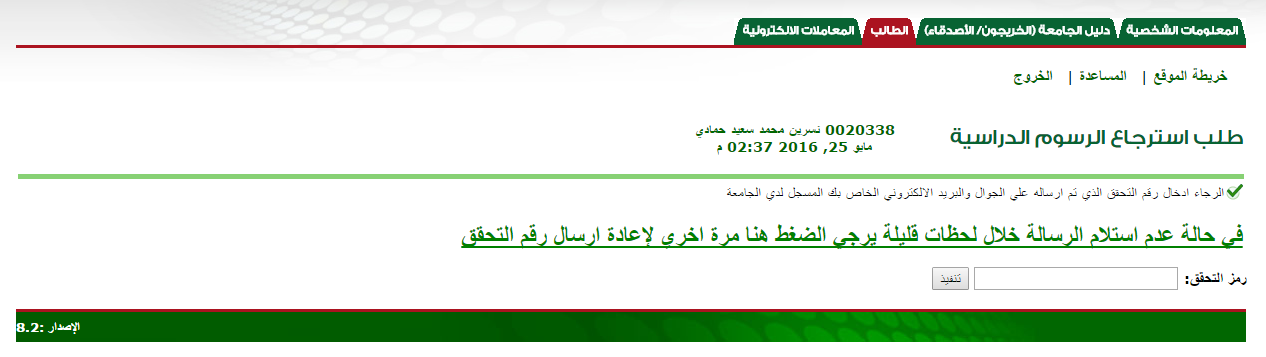 المعلومات الشخصية دليل الجامعة (الخريجون/ الأصدقاء) الطالب المعاملات الالكترونية
خريطة الموقع | المساعدة | الخروج
طلب استرجاع الرسوم الدراسية
0020338 نسرين محمد سعيد حمادي
مايو 25, 2016 02:37 م
الرجاء ادخال رقم التحقق الذي تم ارساله علي الجوال والبريد الالكتروني الخاص بك المسجل لدي الجامعة
في حالة عدم استلام الرسالة خلال لحظات قليلة يرجي الضغط هنا مرة اخري لإعادة ارسال رقم التحقق
رمز التحقق: تنفيذ
الإصدار :8.2